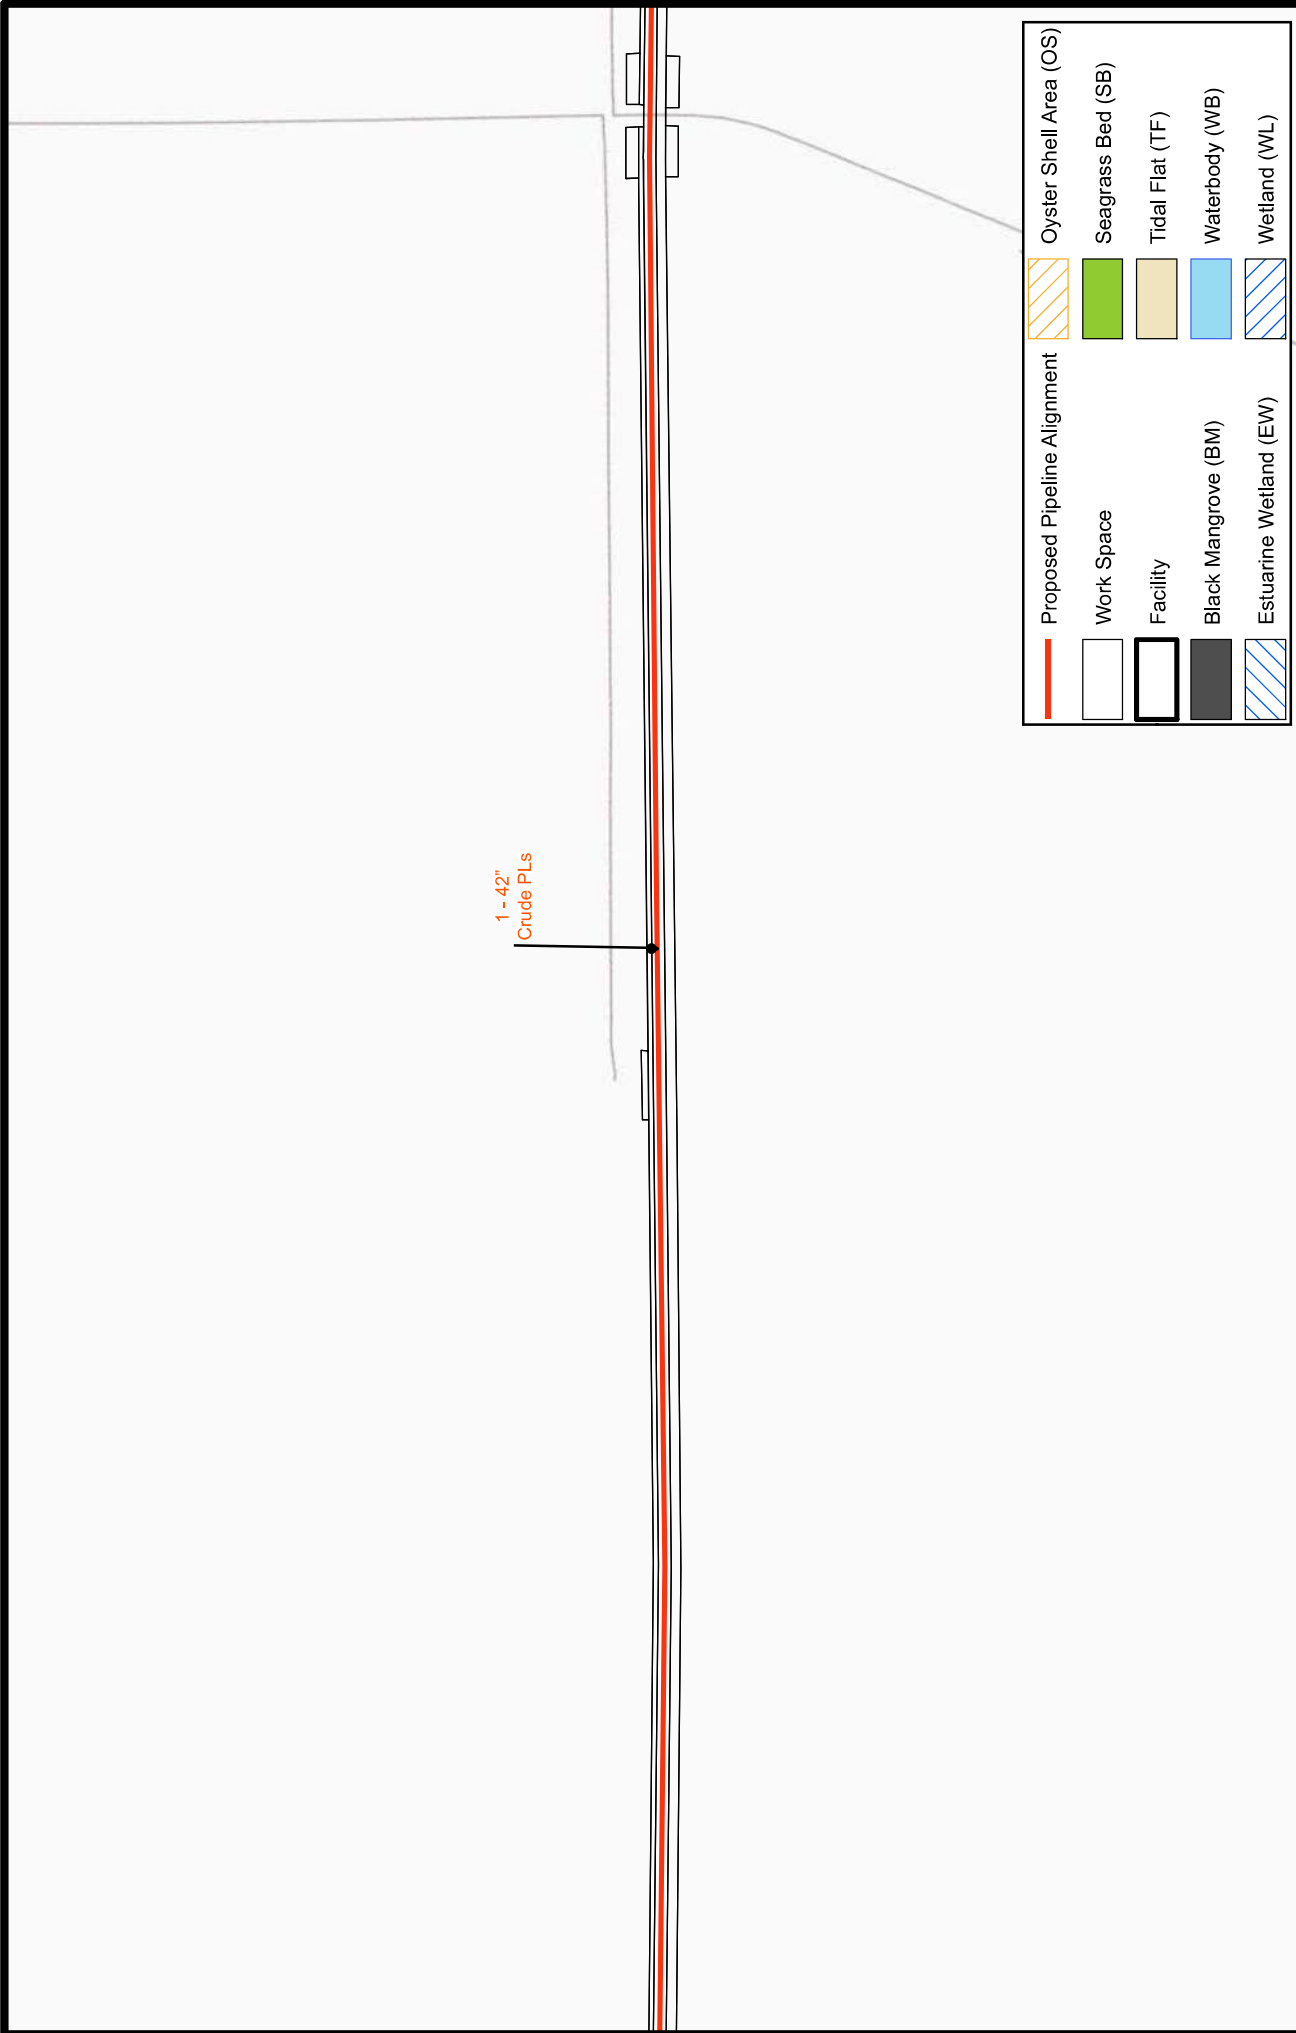 1 - 42”
Crude PLs
Proposed Pipeline Alignment
Work Space
Facility
Black Mangrove (BM)
Estuarine Wetland (EW)
Oyster Shell Area (OS)
Seagrass Bed (SB)
Tidal Flat (TF)
Waterbody (WB)
Wetland (WL)